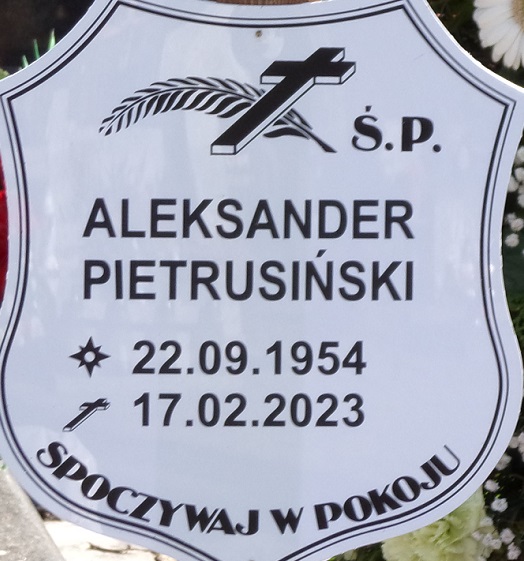 Ś.P.
ALEKSANDER
PIETRUSIŃSKI
22.09.1954
17.02.2023
SPOCZYWAJ W POKOJU